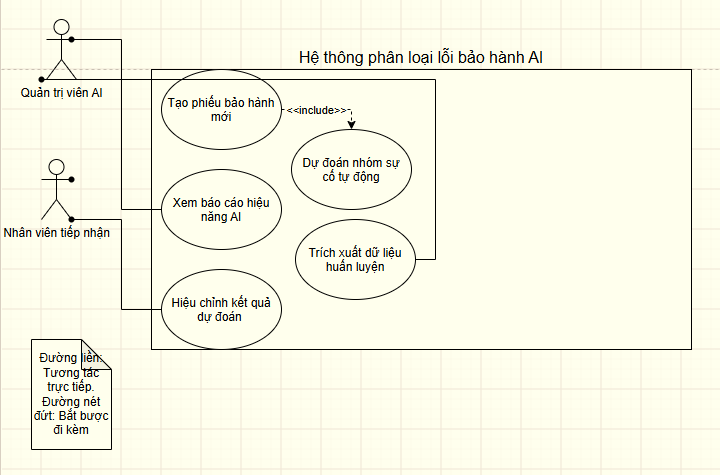 Hệ thống phân loại lỗi bảo hành AI
Quản trị viên AI
Tạo phiếu bảo hành
mới
<<include>>
Dự đoán nhóm sự
cố tự động
Xem báo cáo hiệu
năng AI
Nhân viên tiếp nhận
Trích xuất dữ liệu
huấn luyện
Hiệu chỉnh kết quả
dự đoán
Đường liền:
Tương tác
trực tiếp.
Đường nét
đứt: Bắt bược
đi kèm